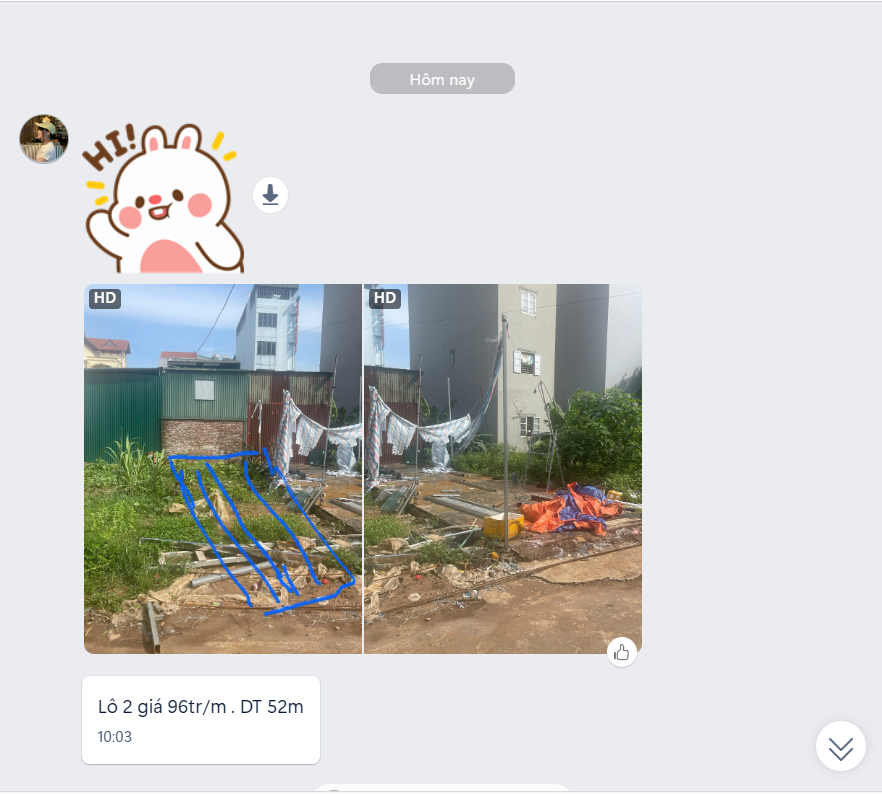 Hôm nay
HI!
HD
HD
Lô 2 giá 96tr/m . DT 52m
10:03